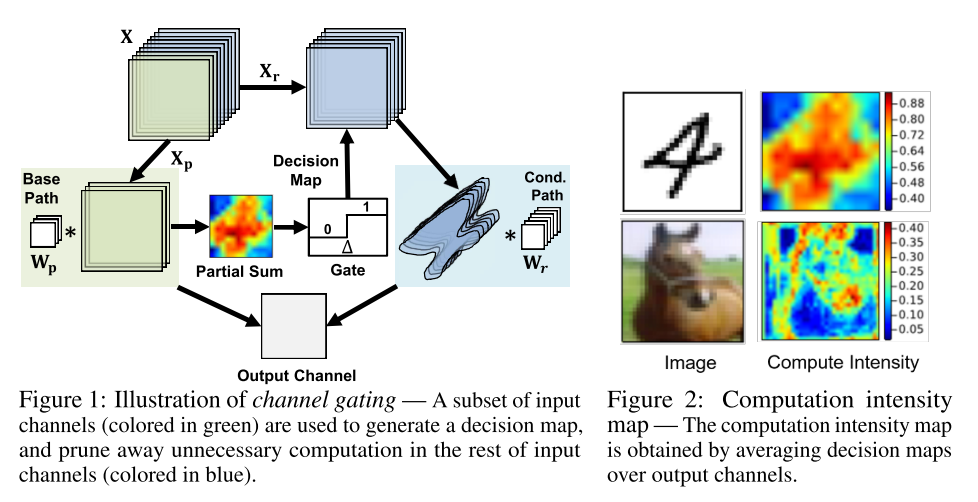 X
Xr
Xp
Decision
Map
Base
Path
Cond.
Path
0
1
Δ
*
*
Wp
Wr
Partial Sum
Gate
Output Channel
Figure 1: Illustration of channel gating — A subset of input
channels (colored in green) are used to generate a decision map,
and prune away unnecessary computation in the rest of input
channels (colored in blue).
0.88
0.80
0.72
0.64
0.56
0.48
0.40
4
0.40
0.35
0.30
0.25
0.20
0.15
0.10
0.05
Image
Compute Intensity
Figure 2: Computation intensity
map — The computation intensity map
is obtained by averaging decision maps
over output channels.